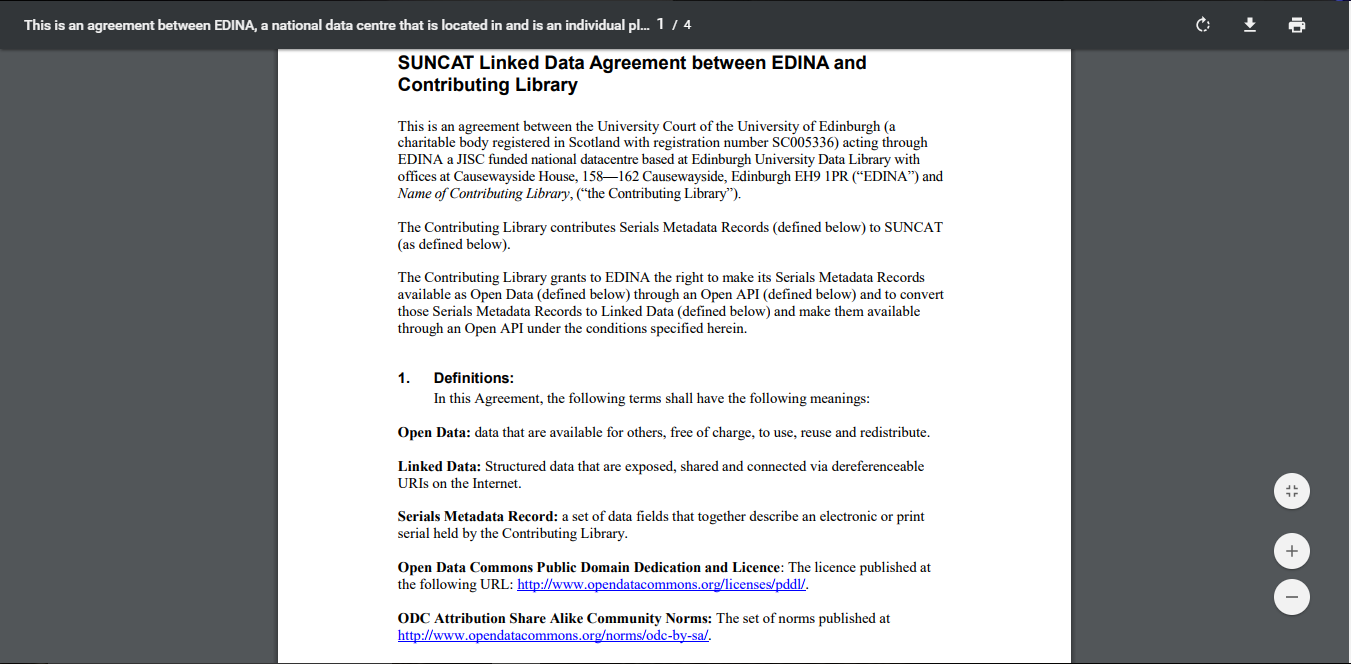 This is an agreement between EDINA, a national data centre that is located in and is an individual pl... 1 / 4
SUNCAT Linked Data Agreement between EDINA and
Contributing Library
This is an agreement between the University Court of the University of Edinburgh (a
charitable body registered in Scotland with registration number SC005336) acting through
EDINA a JISC funded national datacentre based at Edinburgh University Data Library with
offices at Causewayside House, 158—162 Causewayside, Edinburgh EH9 1PR (“EDINA”) and
Name of Contributing Library, (“the Contributing Library”).
The Contributing Library contributes Serials Metadata Records (defined below) to SUNCAT
(as defined below).
The Contributing Library grants to EDINA the right to make its Serials Metadata Records
available as Open Data (defined below) through an Open API (defined below) and to convert
those Serials Metadata Records to Linked Data (defined below) and make them available
through an Open API under the conditions specified herein.
1. Definitions:
In this Agreement, the following terms shall have the following meanings:
Open Data: data that are available for others, free of charge, to use, reuse and redistribute.
Linked Data: Structured data that are exposed, shared and connected via dereferenceable
URIs on the Internet.
Serials Metadata Record: a set of data fields that together describe an electronic or print
serial held by the Contributing Library.
Open Data Commons Public Domain Dedication and Licence: The licence published at
the following URL: http://www.opendatacommons.org/licenses/pddl/.
ODC Attribution Share Alike Community Norms: The set of norms published at
http://www.opendatacommons.org/norms/odc-by-sa/.